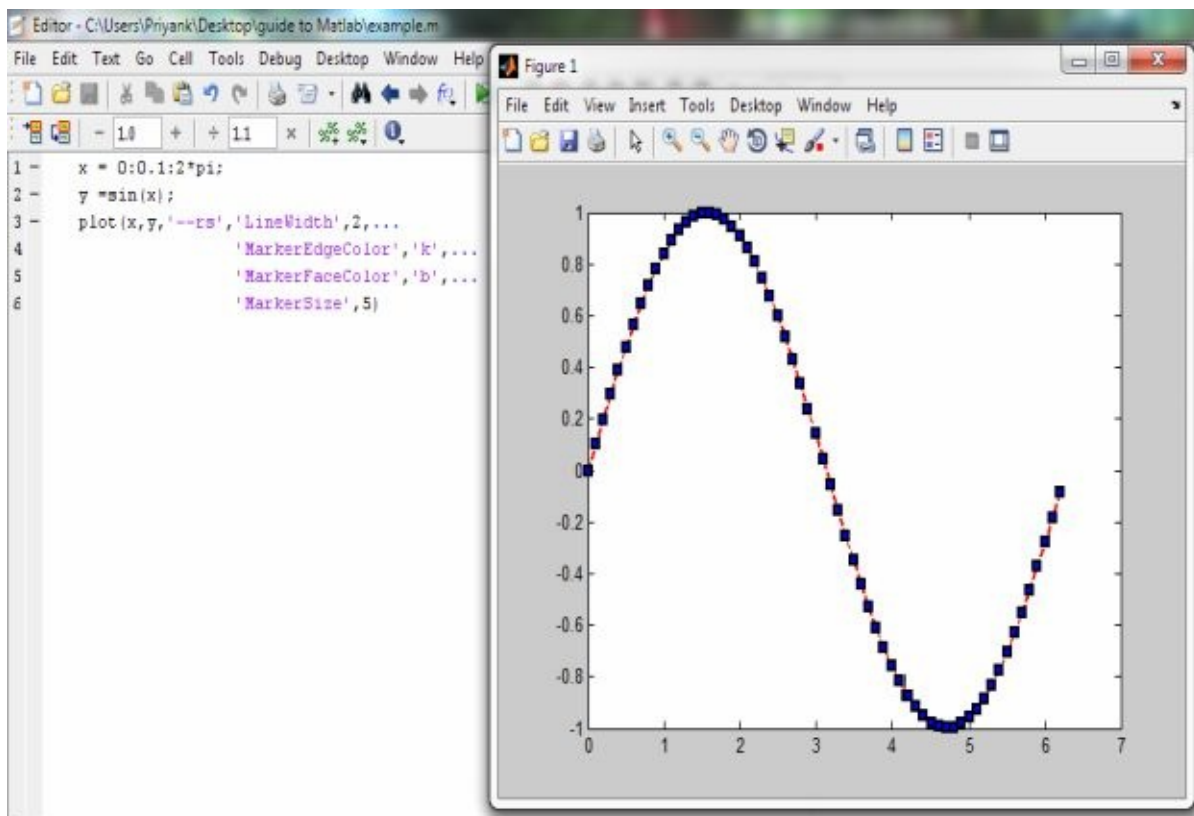 Editor - C:\Users\Priyank\Desktop\guide to Matlab\example.m
File Edit Text Go Cell Tools Debug Desktop Window Help
- 1.0 + ÷ 1.1 ×
1 - x = 0:0.1:2*pi;
2 - y =sin(x);
3 - plot(x,y,'--rs','LineWidth',2,...
4 'MarkerEdgeColor','k',...
5 'MarkerFaceColor','b',...
6 'MarkerSize',5)
Figure 1
File Edit View Insert Tools Desktop Window Help
1
0.8
0.6
0.4
0.2
0
-0.2
-0.4
-0.6
-0.8
-1
0 1 2 3 4 5 6 7